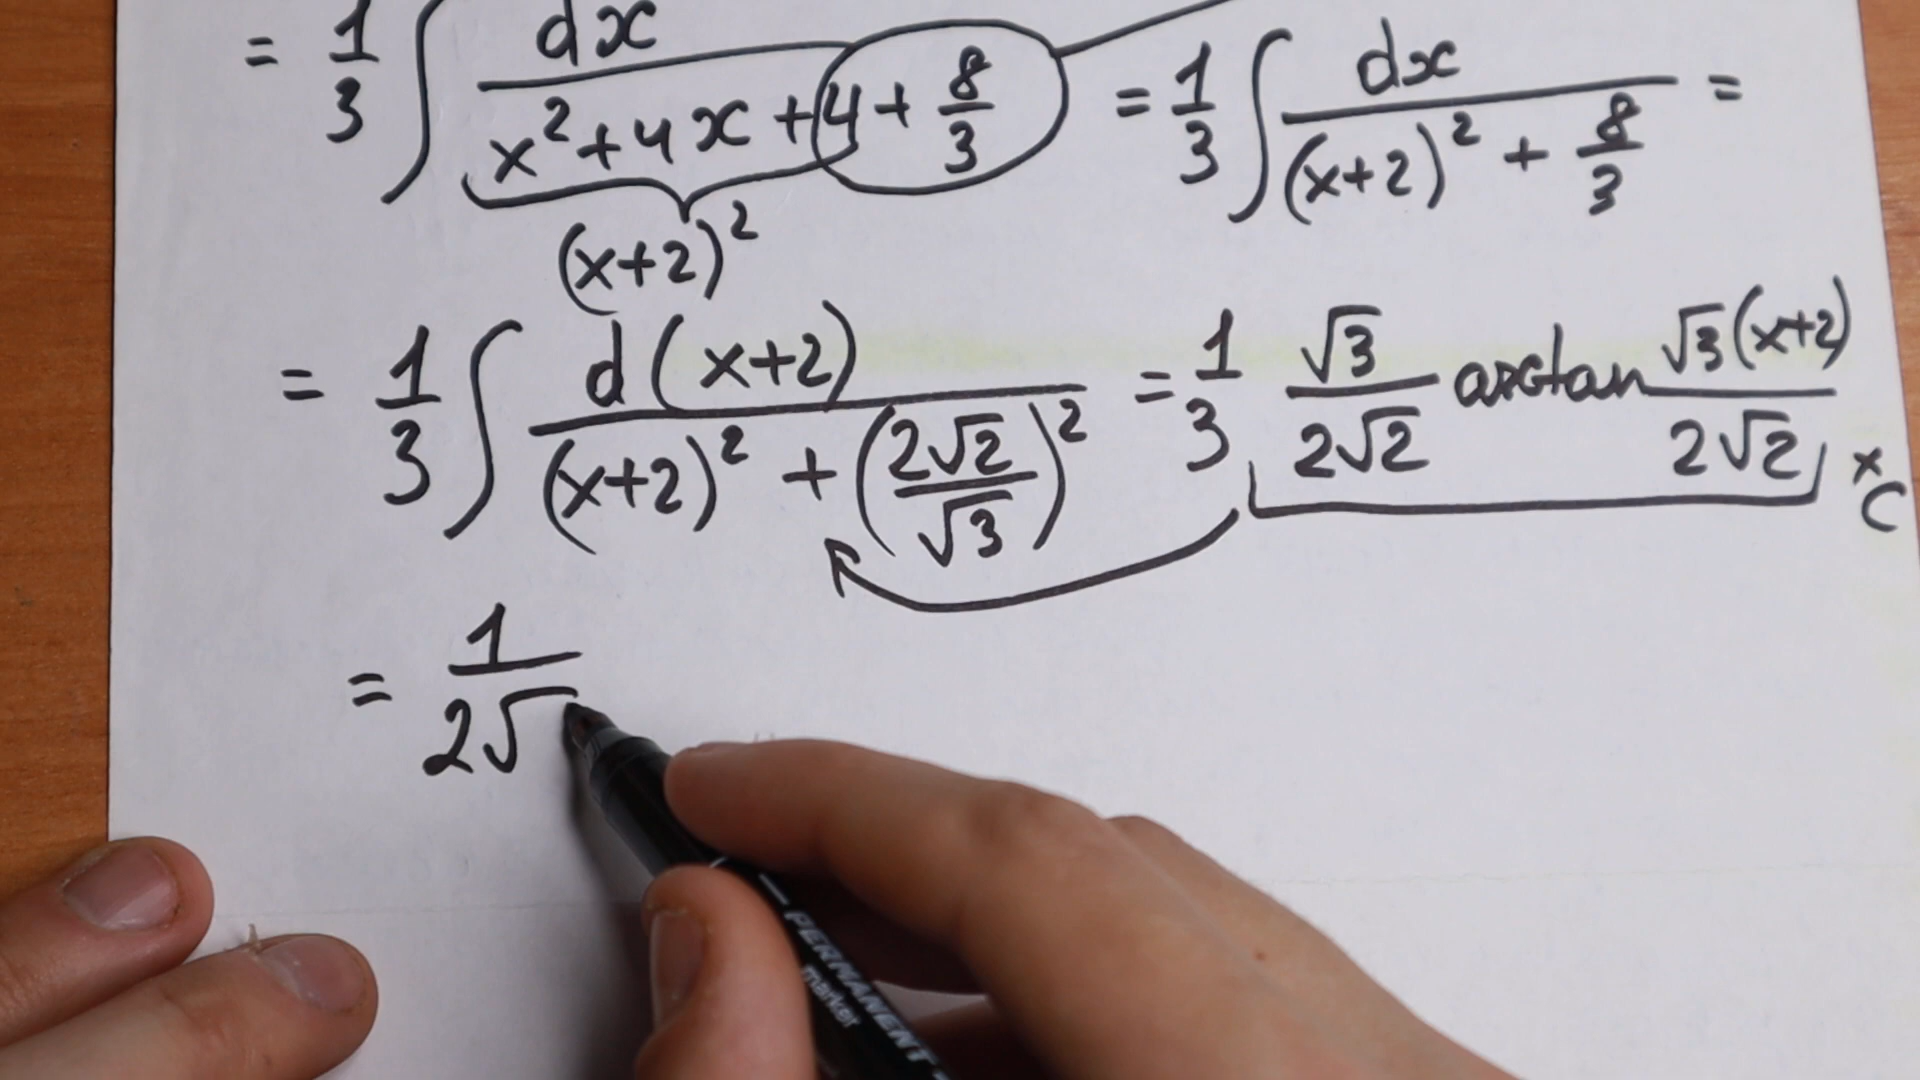 = 1/3 ∫ dx / (x² + 4x + 4 + 8/3) = 1/3 ∫ dx / ((x+2)² + 8/3) =
(x+2)²
= 1/3 ∫ d(x+2) / ((x+2)² + (2√2/√3)²) = 1/3 √3/(2√2) arctan √3(x+2)/(2√2) + C
= 1/2√
PERMANENT
marker